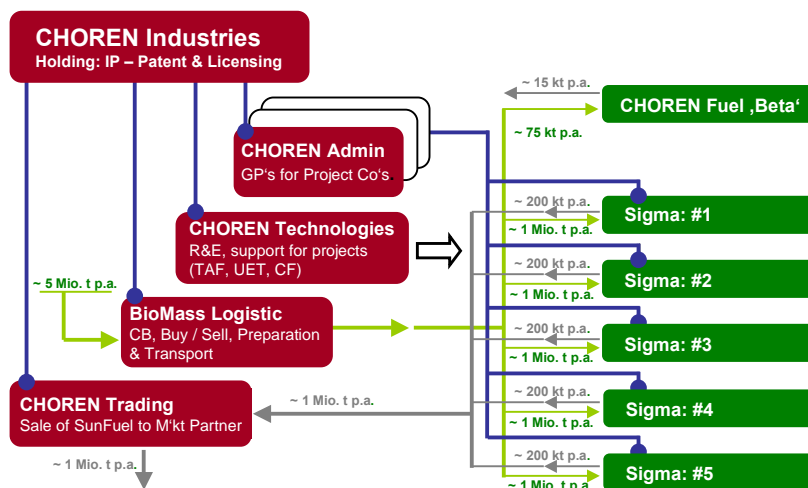 CHOREN Industries
Holding: IP – Patent & Licensing
~ 15 kt p.a.
CHOREN Fuel ‚Beta‘
~ 75 kt p.a.
CHOREN Admin
GP‘s for Project Co‘s.
~ 200 kt p.a.
Sigma: #1
~ 1 Mio. t p.a.
CHOREN Technologies
R&E, support for projects
(TAF, UET, CF)
~ 200 kt p.a.
Sigma: #2
~ 1 Mio. t p.a.
~ 5 Mio. t p.a.
BioMass Logistic
CB, Buy / Sell, Preparation
& Transport
~ 200 kt p.a.
Sigma: #3
~ 1 Mio. t p.a.
CHOREN Trading
Sale of SunFuel to M‘kt Partner
~ 1 Mio. t p.a.
~ 200 kt p.a.
Sigma: #4
~ 1 Mio. t p.a.
~ 1 Mio. t p.a.
~ 200 kt p.a.
Sigma: #5
~ 1 Mio. t p.a.